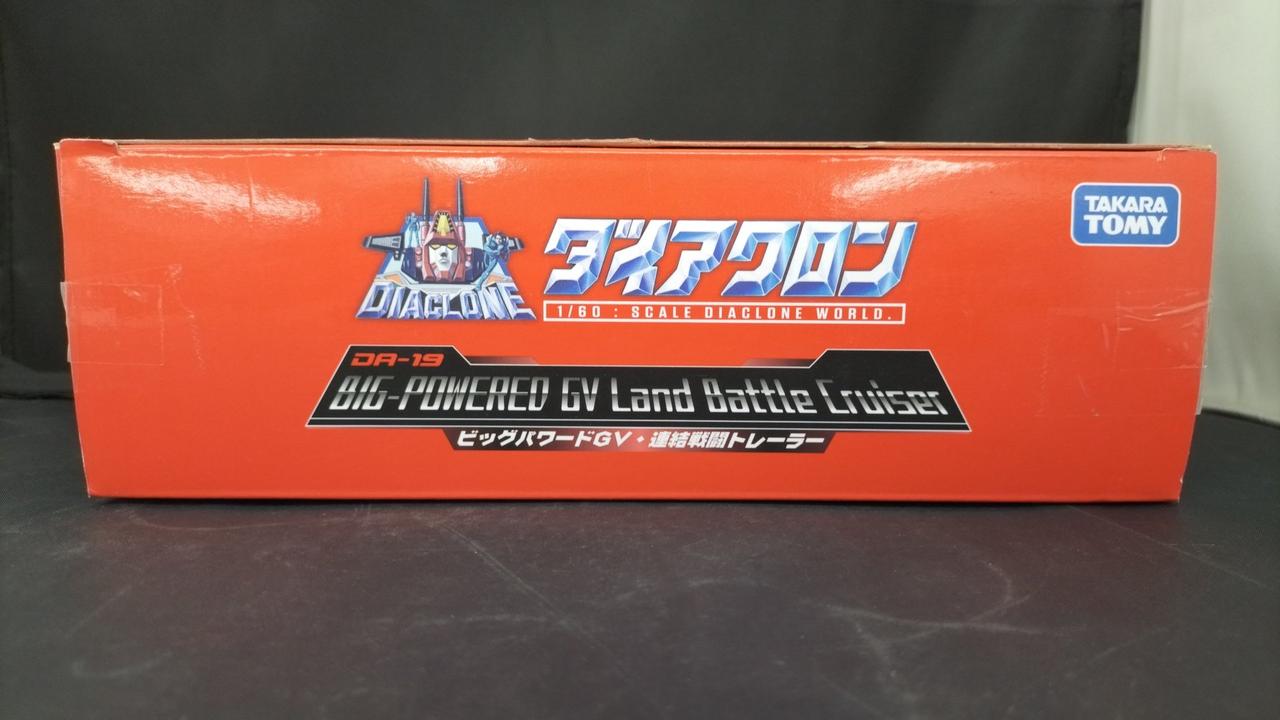 DIACLONE
ダイアクロン
1/60 : SCALE DIACLONE WORLD.
TAKARA
TOMY
DA-19
BIG-POWERED GV Land Battle Cruiser
ビッグパワードGV・連結戦闘トレーラー